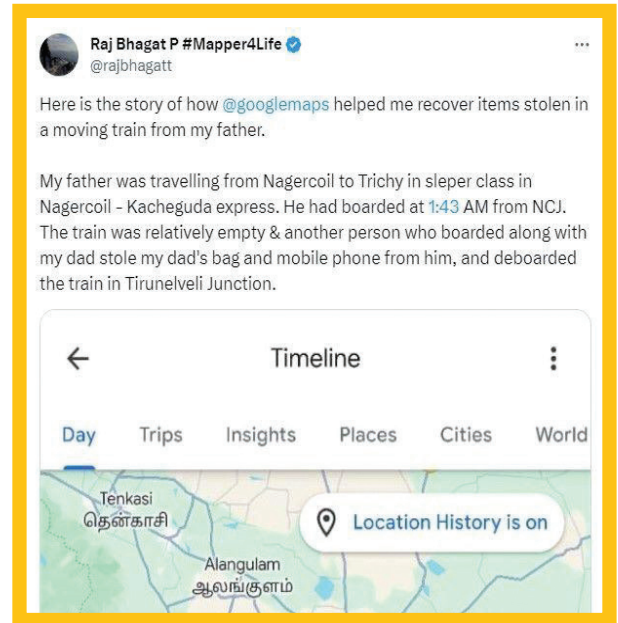 Raj Bhagat P #Mapper4Life
@rajbhagatt
Here is the story of how @googlemaps helped me recover items stolen in
a moving train from my father.
My father was travelling from Nagercoil to Trichy in sleper class in
Nagercoil - Kacheguda express. He had boarded at 1:43 AM from NCJ.
The train was relatively empty & another person who boarded along with
my dad stole my dad's bag and mobile phone from him, and deboarded
the train in Tirunelveli Junction.
Timeline
Day Trips Insights Places Cities World
Tenkasi
தென்காசி
Location History is on
Alangulam
ஆலங்குளம்